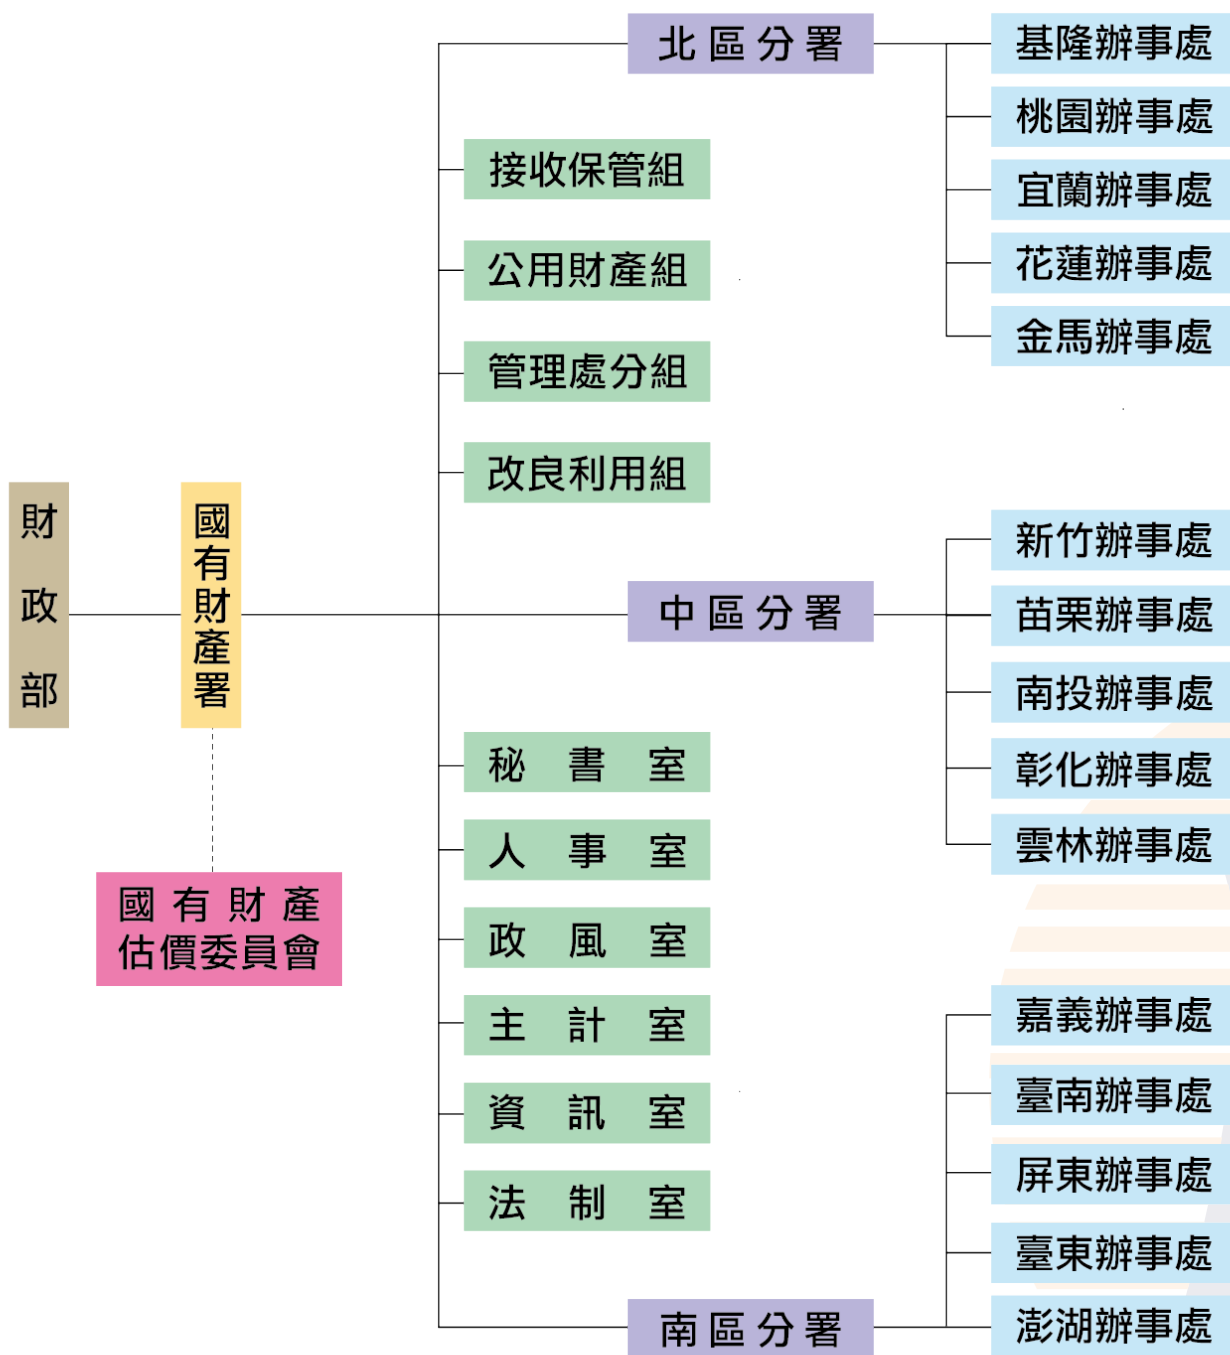 財政部
國有財產署
國有財產
估價委員會
北區分署
基隆辦事處
桃園辦事處
宜蘭辦事處
花蓮辦事處
金馬辦事處
接收保管組
公用財產組
管理處分組
改良利用組
中區分署
新竹辦事處
苗栗辦事處
南投辦事處
彰化辦事處
雲林辦事處
秘書室
人事室
政風室
主計室
資訊室
法制室
南區分署
嘉義辦事處
臺南辦事處
屏東辦事處
臺東辦事處
澎湖辦事處